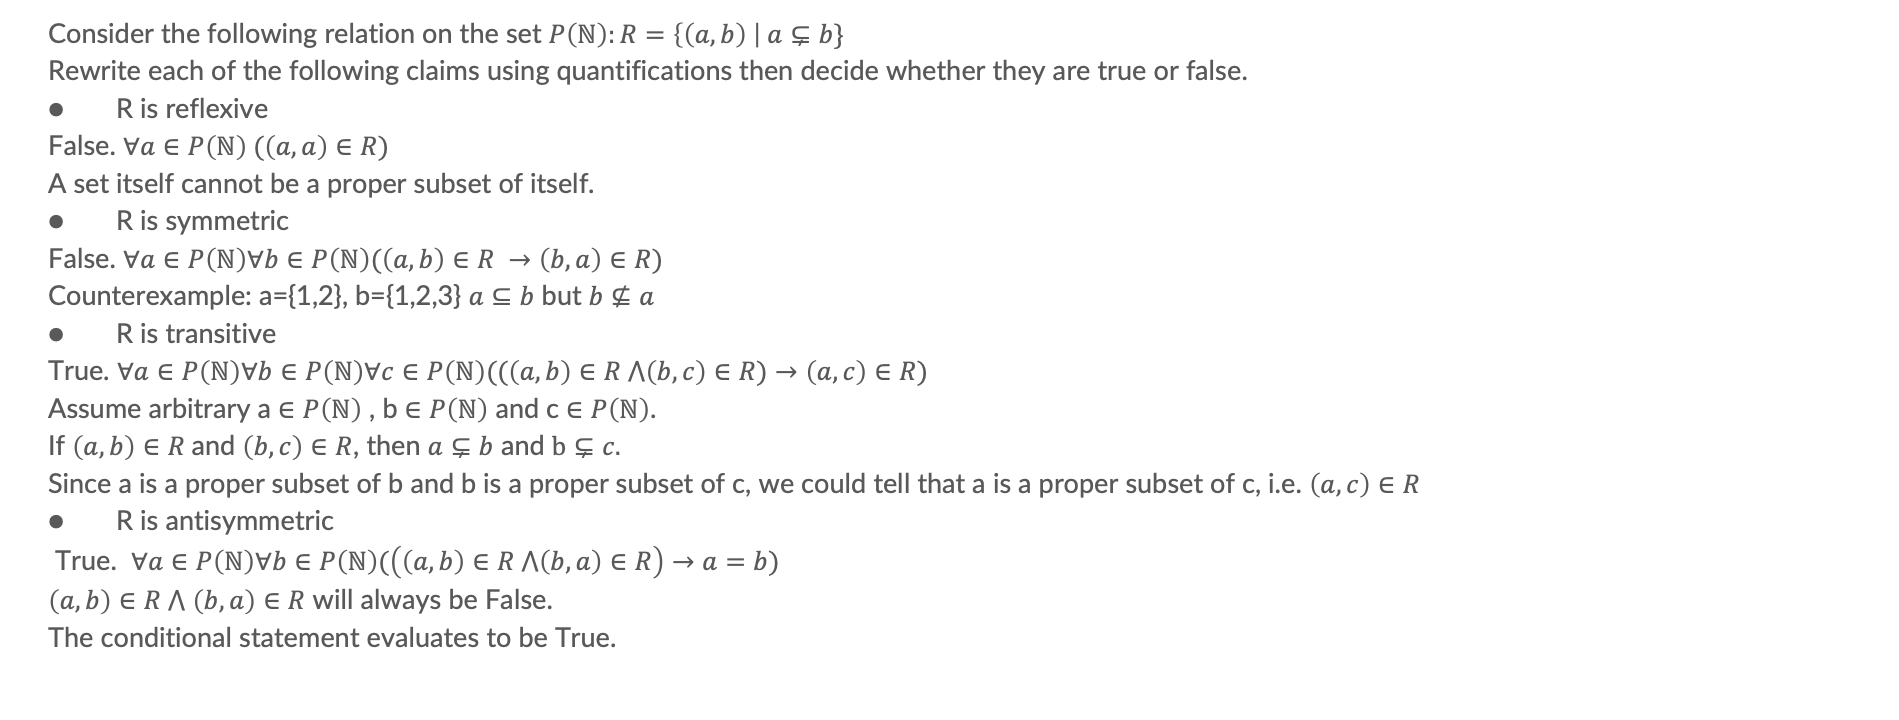 Consider the following relation on the set P(ℕ): R = {(a, b) | a ⊊ b}
Rewrite each of the following claims using quantifications then decide whether they are true or false.
● R is reflexive
False. ∀a ∈ P(ℕ) ((a, a) ∈ R)
A set itself cannot be a proper subset of itself.
● R is symmetric
False. ∀a ∈ P(ℕ)∀b ∈ P(ℕ)((a, b) ∈ R → (b, a) ∈ R)
Counterexample: a={1,2}, b={1,2,3} a ⊆ b but b ⊈ a
● R is transitive
True. ∀a ∈ P(ℕ)∀b ∈ P(ℕ)∀c ∈ P(ℕ)(((a, b) ∈ R ⋀(b, c) ∈ R) → (a, c) ∈ R)
Assume arbitrary a ∈ P(ℕ) , b ∈ P(ℕ) and c ∈ P(ℕ).
If (a, b) ∈ R and (b, c) ∈ R, then a ⊊ b and b ⊊ c.
Since a is a proper subset of b and b is a proper subset of c, we could tell that a is a proper subset of c, i.e. (a, c) ∈ R
● R is antisymmetric
True. ∀a ∈ P(ℕ)∀b ∈ P(ℕ)(((a, b) ∈ R ⋀(b, a) ∈ R) → a = b)
(a, b) ∈ R ⋀ (b, a) ∈ R will always be False.
The conditional statement evaluates to be True.